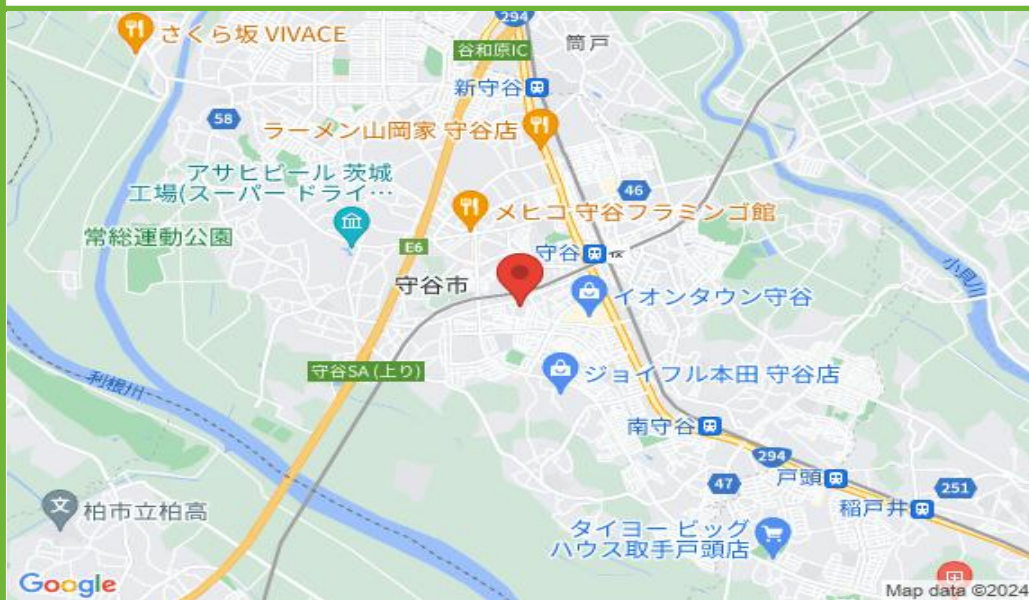 294
さくら坂 VIVACE
筒戸
谷和原IC
新守谷
58
ラーメン山岡家 守谷店
アサヒビール 茨城
工場(スーパー ドライ…
46
メヒコ 守谷フラミンゴ館
常総運動公園
E6
守谷
守谷市
小貝川
イオンタウン守谷
守谷SA (上り)
ジョイフル本田 守谷店
利根川
南守谷
294
戸頭
47
251
稲戸井
柏市立柏高
タイヨー ビッグ
ハウス取手戸頭店
Google
Map data ©2024